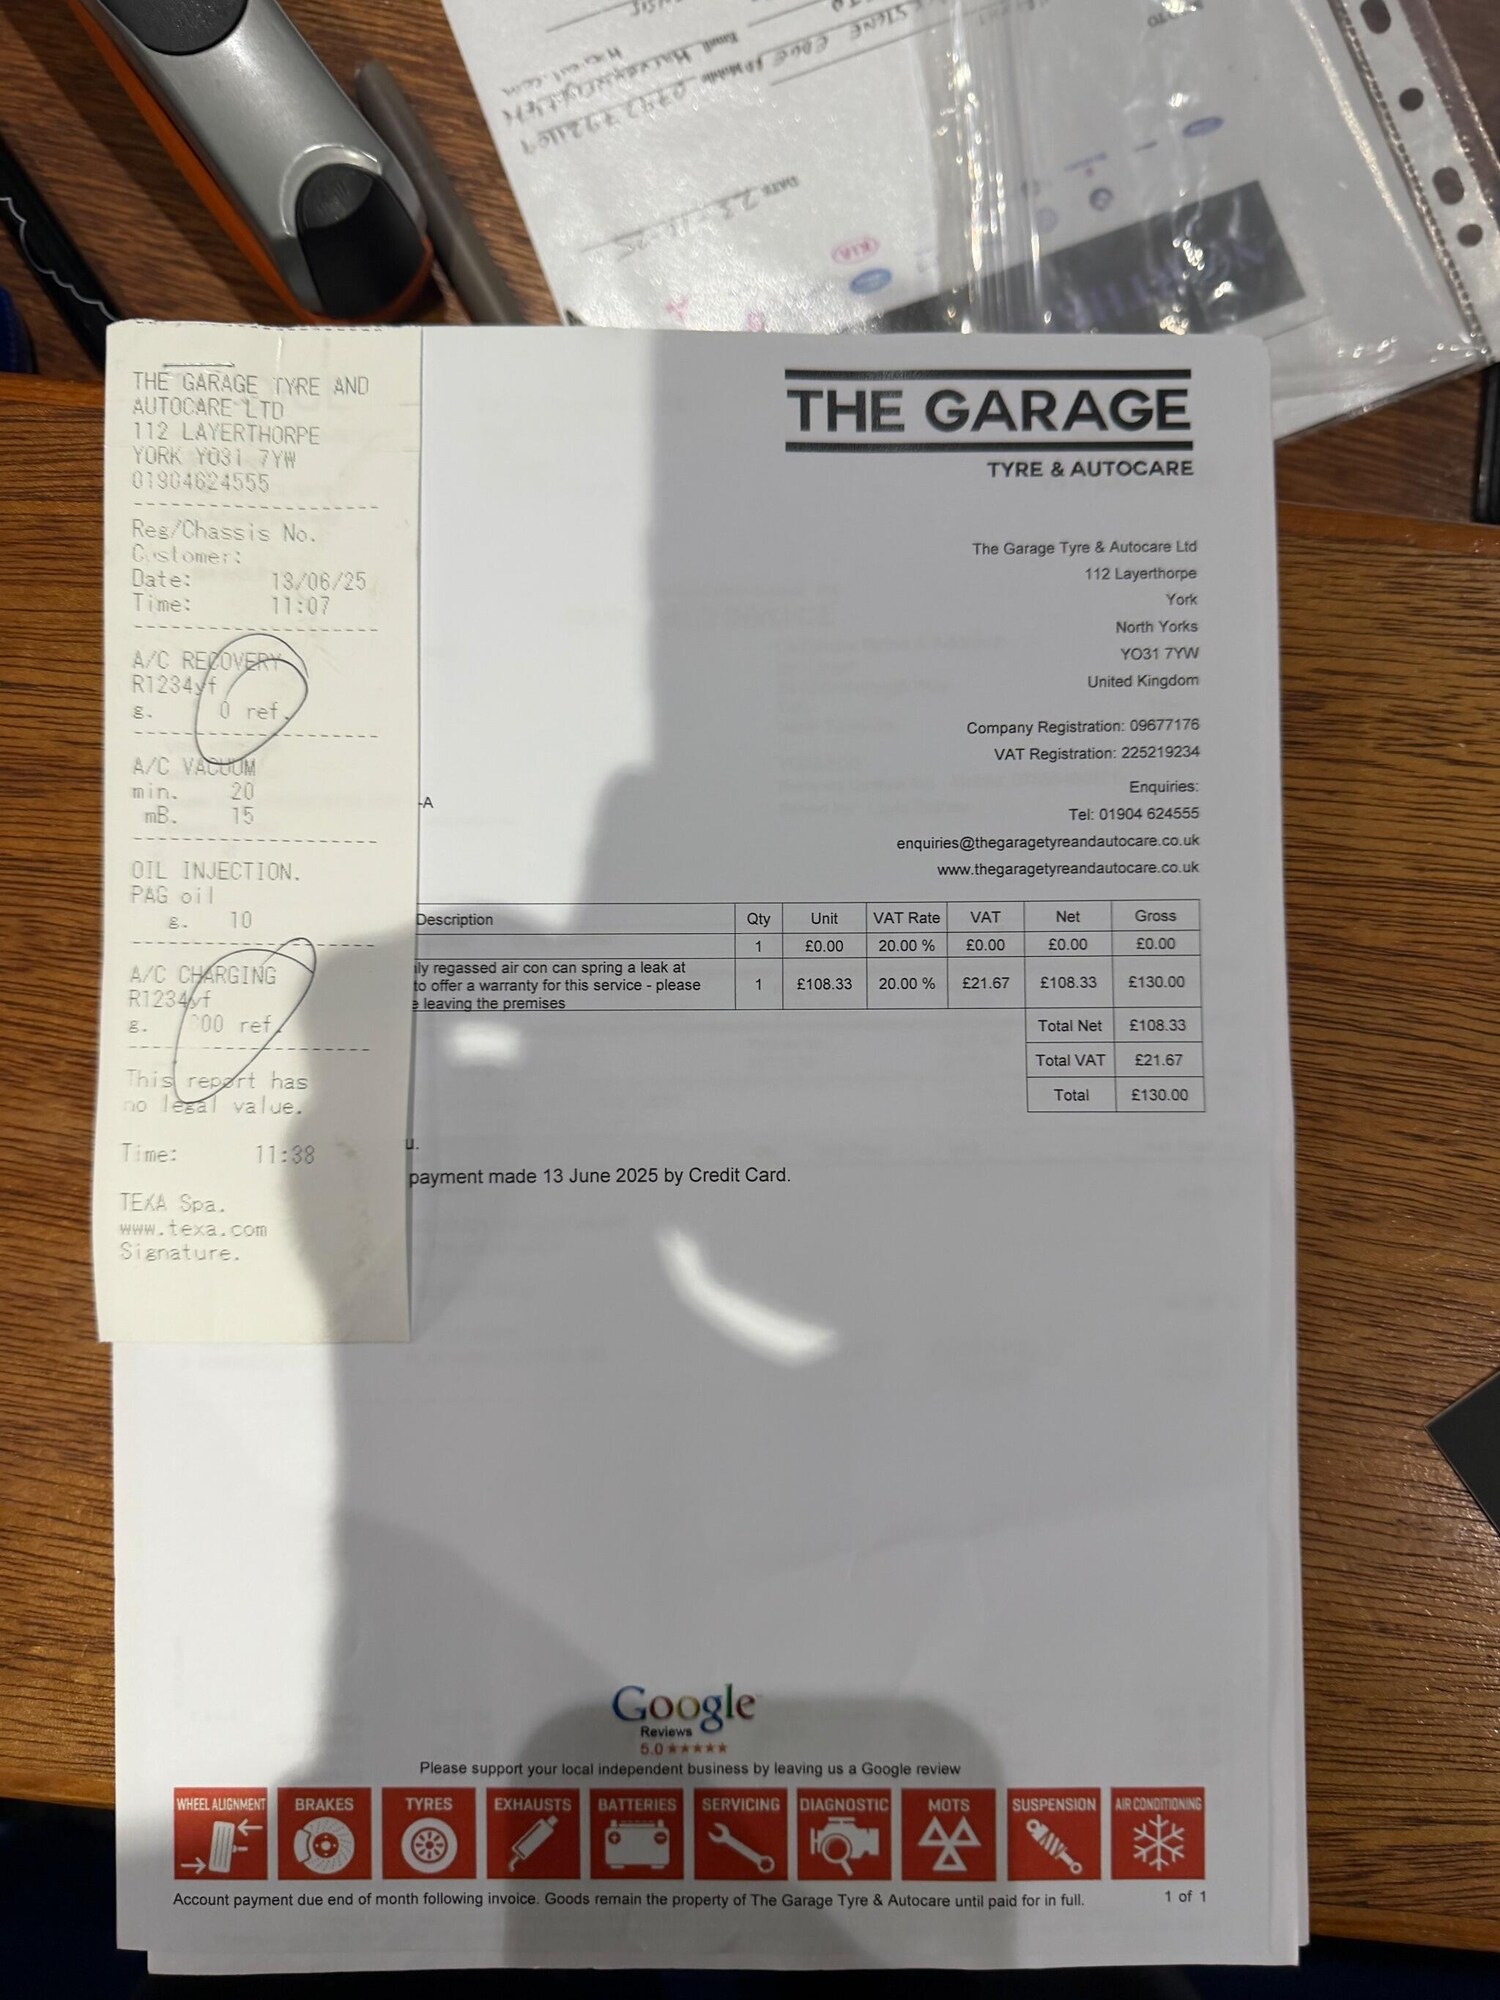 DATE 23
KIA
THE GARAGE TYRE AND
AUTOCARE LTD
112 LAYERTHORPE
YORK YO31 7YW
01904624555
Reg/Chassis No.
Customer:
Date: 13/06/25
Time: 11:07
A/C RECOVERY
R1234yf
g. 0 ref.
A/C VACUUM
min. 20
mB. 15
OIL INJECTION.
PAG oil
g. 10
A/C CHARGING
R1234yf
g. 00 ref.
This report has
no legal value.
Time: 11:38
TEXA Spa.
www.texa.com
Signature.
THE GARAGE
TYRE & AUTOCARE
The Garage Tyre & Autocare Ltd
112 Layerthorpe
York
North Yorks
YO31 7YW
United Kingdom
Company Registration: 09677176
VAT Registration: 225219234
Enquiries:
Tel: 01904 624555
enquiries@thegaragetyreandautocare.co.uk
www.thegaragetyreandautocare.co.uk
-A
Description Qty Unit VAT Rate VAT Net Gross
1 £0.00 20.00 % £0.00 £0.00 £0.00
ly regassed air con can spring a leak at
to offer a warranty for this service - please 1 £108.33 20.00 % £21.67 £108.33 £130.00
e leaving the premises
Total Net £108.33
Total VAT £21.67
Total £130.00
u.
payment made 13 June 2025 by Credit Card.
Google
Reviews
5.0 ★★★★★
Please support your local independent business by leaving us a Google review
WHEEL ALIGNMENT BRAKES TYRES EXHAUSTS BATTERIES SERVICING DIAGNOSTIC MOTS SUSPENSION AIR CONDITIONING
Account payment due end of month following invoice. Goods remain the property of The Garage Tyre & Autocare until paid for in full. 1 of 1